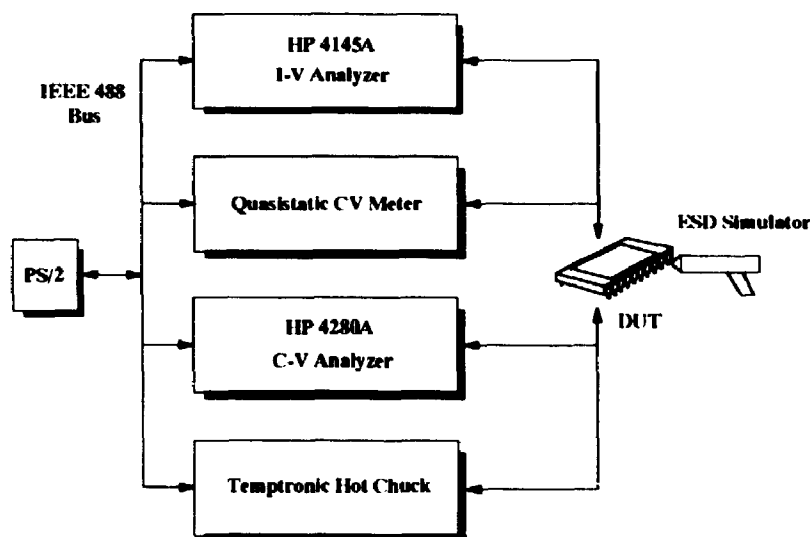 HP 4145A
I-V Analyzer
IEEE 488
Bus
Quasistatic CV Meter
ESD Simulator
PS/2
HP 4280A
C-V Analyzer
DUT
Temptronic Hot Chuck